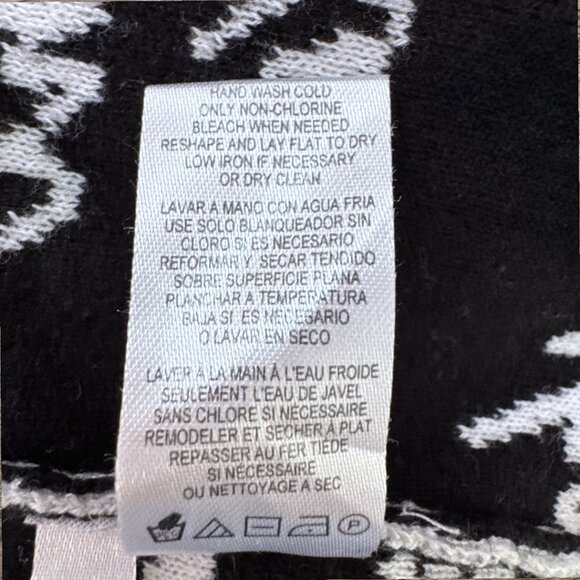 HAND WASH COLD
ONLY NON-CHLORINE
BLEACH WHEN NEEDED
RESHAPE AND LAY FLAT TO DRY
LOW IRON IF NECESSARY
OR DRY CLEAN
LAVAR A MANO CON AGUA FRIA
USE SOLO BLANQUEADOR SIN
CLORO SI ES NECESARIO
REFORMAR Y SECAR TENDIDO
SOBRE SUPERFICIE PLANA
PLANCHAR A TEMPERATURA
BAJA SI ES NECESARIO
O LAVAR EN SECO
LAVER A LA MAIN À L'EAU FROIDE
SEULEMENT L'EAU DE JAVEL
SANS CHLORE SI NÉCESSAIRE
REMODELER ET SÉCHER À PLAT
REPASSER AU FER TIÈDE
SI NÉCESSAIRE
OU NETTOYAGE A SEC
P